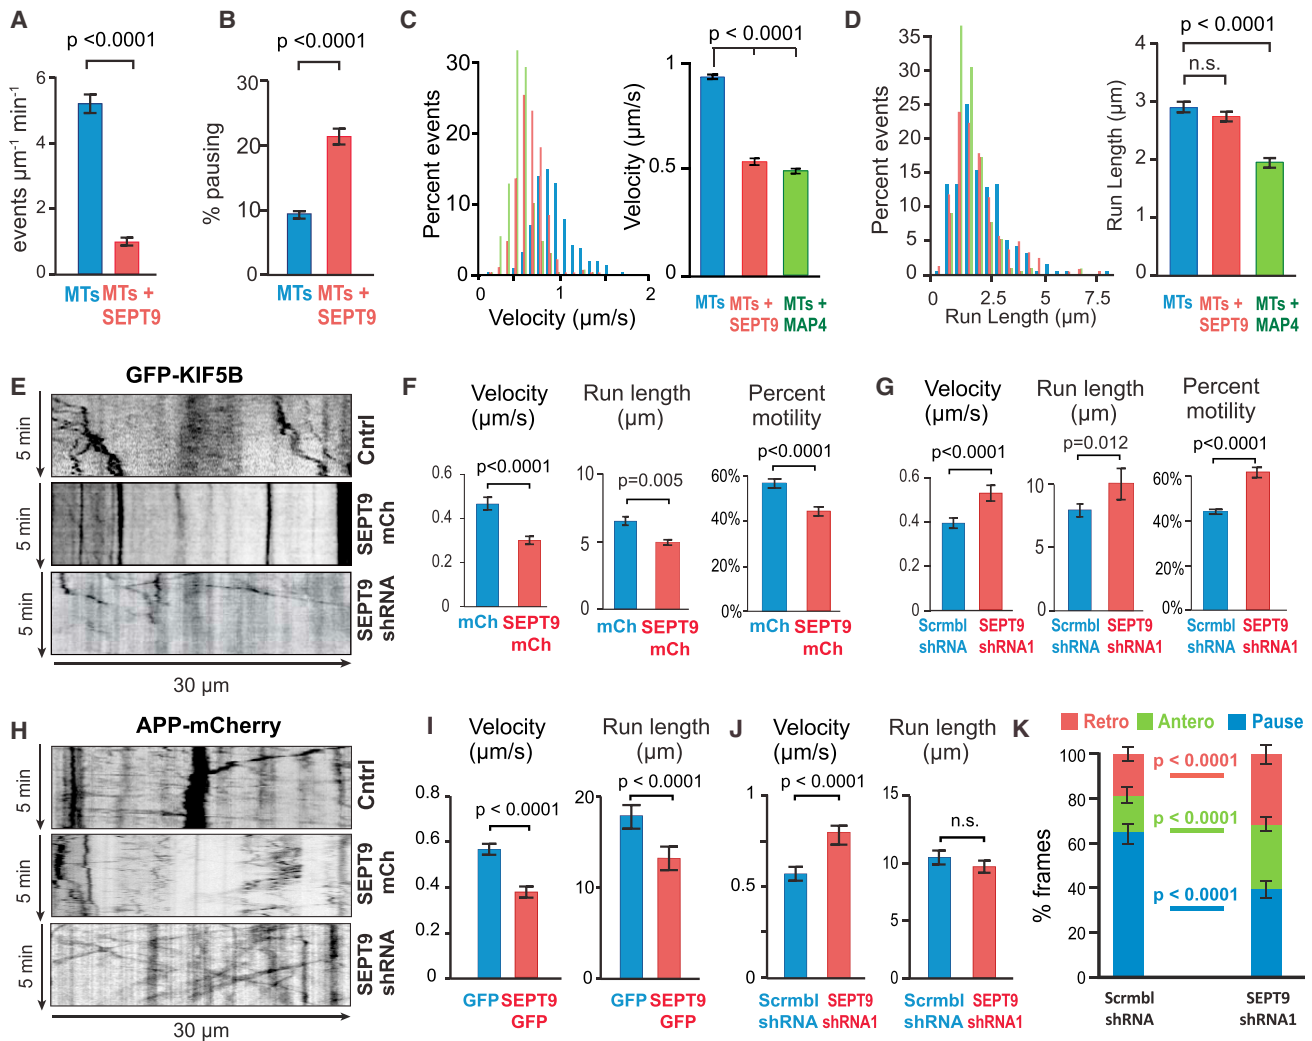 A
p <0.0001
events µm-1 min-1
6
4
2
0
MTs
MTs +
SEPT9
B
p <0.0001
% pausing
30
20
10
0
MTs
MTs +
SEPT9
C
Percent events
30
20
10
0
0
1
2
Velocity (µm/s)
p < 0.0001
Velocity (µm/s)
1
0.5
0
MTs
MTs +
SEPT9
MTs +
MAP4
D
Percent events
35
30
25
20
15
10
5
0
0
2.5
5
7.5
Run Length (µm)
p < 0.0001
n.s.
Run Length (µm)
4
3
2
1
0
MTs
MTs +
SEPT9
MTs +
MAP4
E
GFP-KIF5B
5 min
Cntrl
5 min
SEPT9
mCh
5 min
SEPT9
shRNA
30 µm
F
Velocity
(µm/s)
p<0.0001
0.6
0.4
0.2
0
mCh
SEPT9
mCh
Run length
(µm)
p=0.005
10
5
0
mCh
SEPT9
mCh
Percent
motility
p<0.0001
60%
40%
20%
0%
mCh
SEPT9
mCh
G
Velocity
(µm/s)
p<0.0001
0.6
0.4
0.2
0
Scrmbl
shRNA
SEPT9
shRNA1
Run length
(µm)
p=0.012
10
5
0
Scrmbl
shRNA
SEPT9
shRNA1
Percent
motility
p<0.0001
60%
40%
20%
0%
Scrmbl
shRNA
SEPT9
shRNA1
H
APP-mCherry
5 min
Cntrl
5 min
SEPT9
mCh
5 min
SEPT9
shRNA
30 µm
I
Velocity
(µm/s)
p < 0.0001
0.8
0.6
0.4
0.2
0
GFP
SEPT9
GFP
Run length
(µm)
p < 0.0001
20
10
0
GFP
SEPT9
GFP
J
Velocity
(µm/s)
p < 0.0001
1
0.5
0
Scrmbl
shRNA
SEPT9
shRNA1
Run length
(µm)
n.s.
15
10
5
0
Scrmbl
shRNA
SEPT9
shRNA1
K
Retro
Antero
Pause
% frames
100
80
60
40
20
0
p < 0.0001
p < 0.0001
p < 0.0001
Scrmbl
shRNA
SEPT9
shRNA1